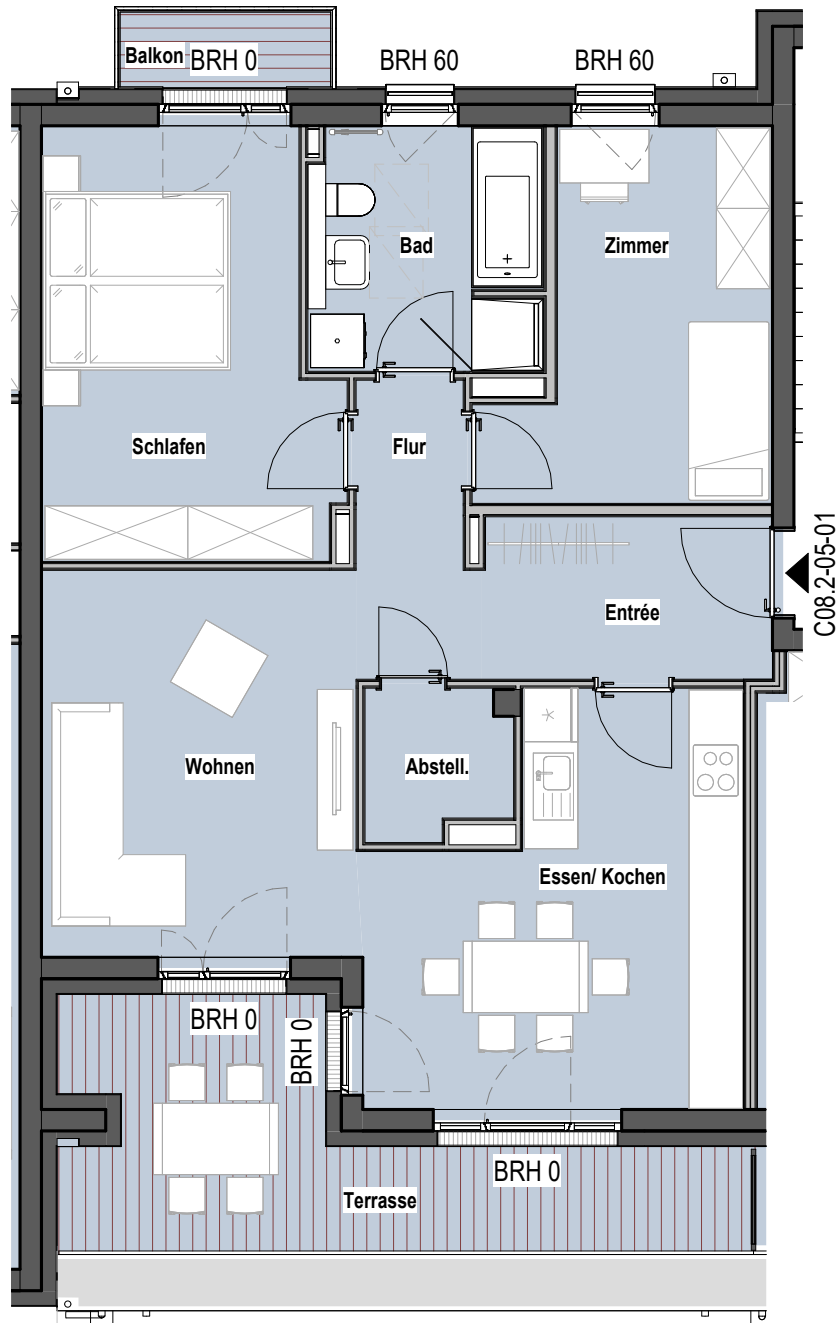 Balkon
BRH 0
BRH 60
BRH 60
Bad
Zimmer
Schlafen
Flur
C08.2-05-01
Entrée
Wohnen
Abstell.
Essen/ Kochen
BRH 0
BRH 0
BRH 0
Terrasse